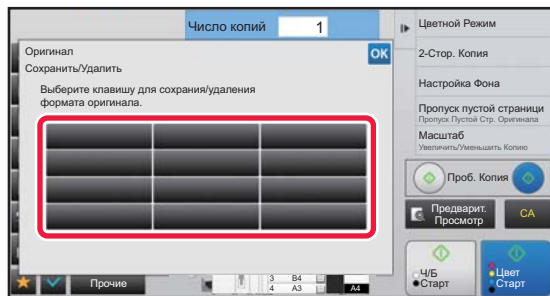 Число копий 1
Оригинал
OK
Сохранить/Удалить
Выберите клавишу для сохрания/удаления
формата оригинала.
Прочие
3 B4
4 A3
A4
Цветной Режим
2-Стор. Копия
Настройка Фона
Пропуск пустой страници
Пропуск Пустой Стр. Оригинала
Масштаб
Увеличить/Уменьшить Копию
Проб. Копия
Предварит.
Просмотр
CA
Ч/Б
Старт
Цвет
Старт